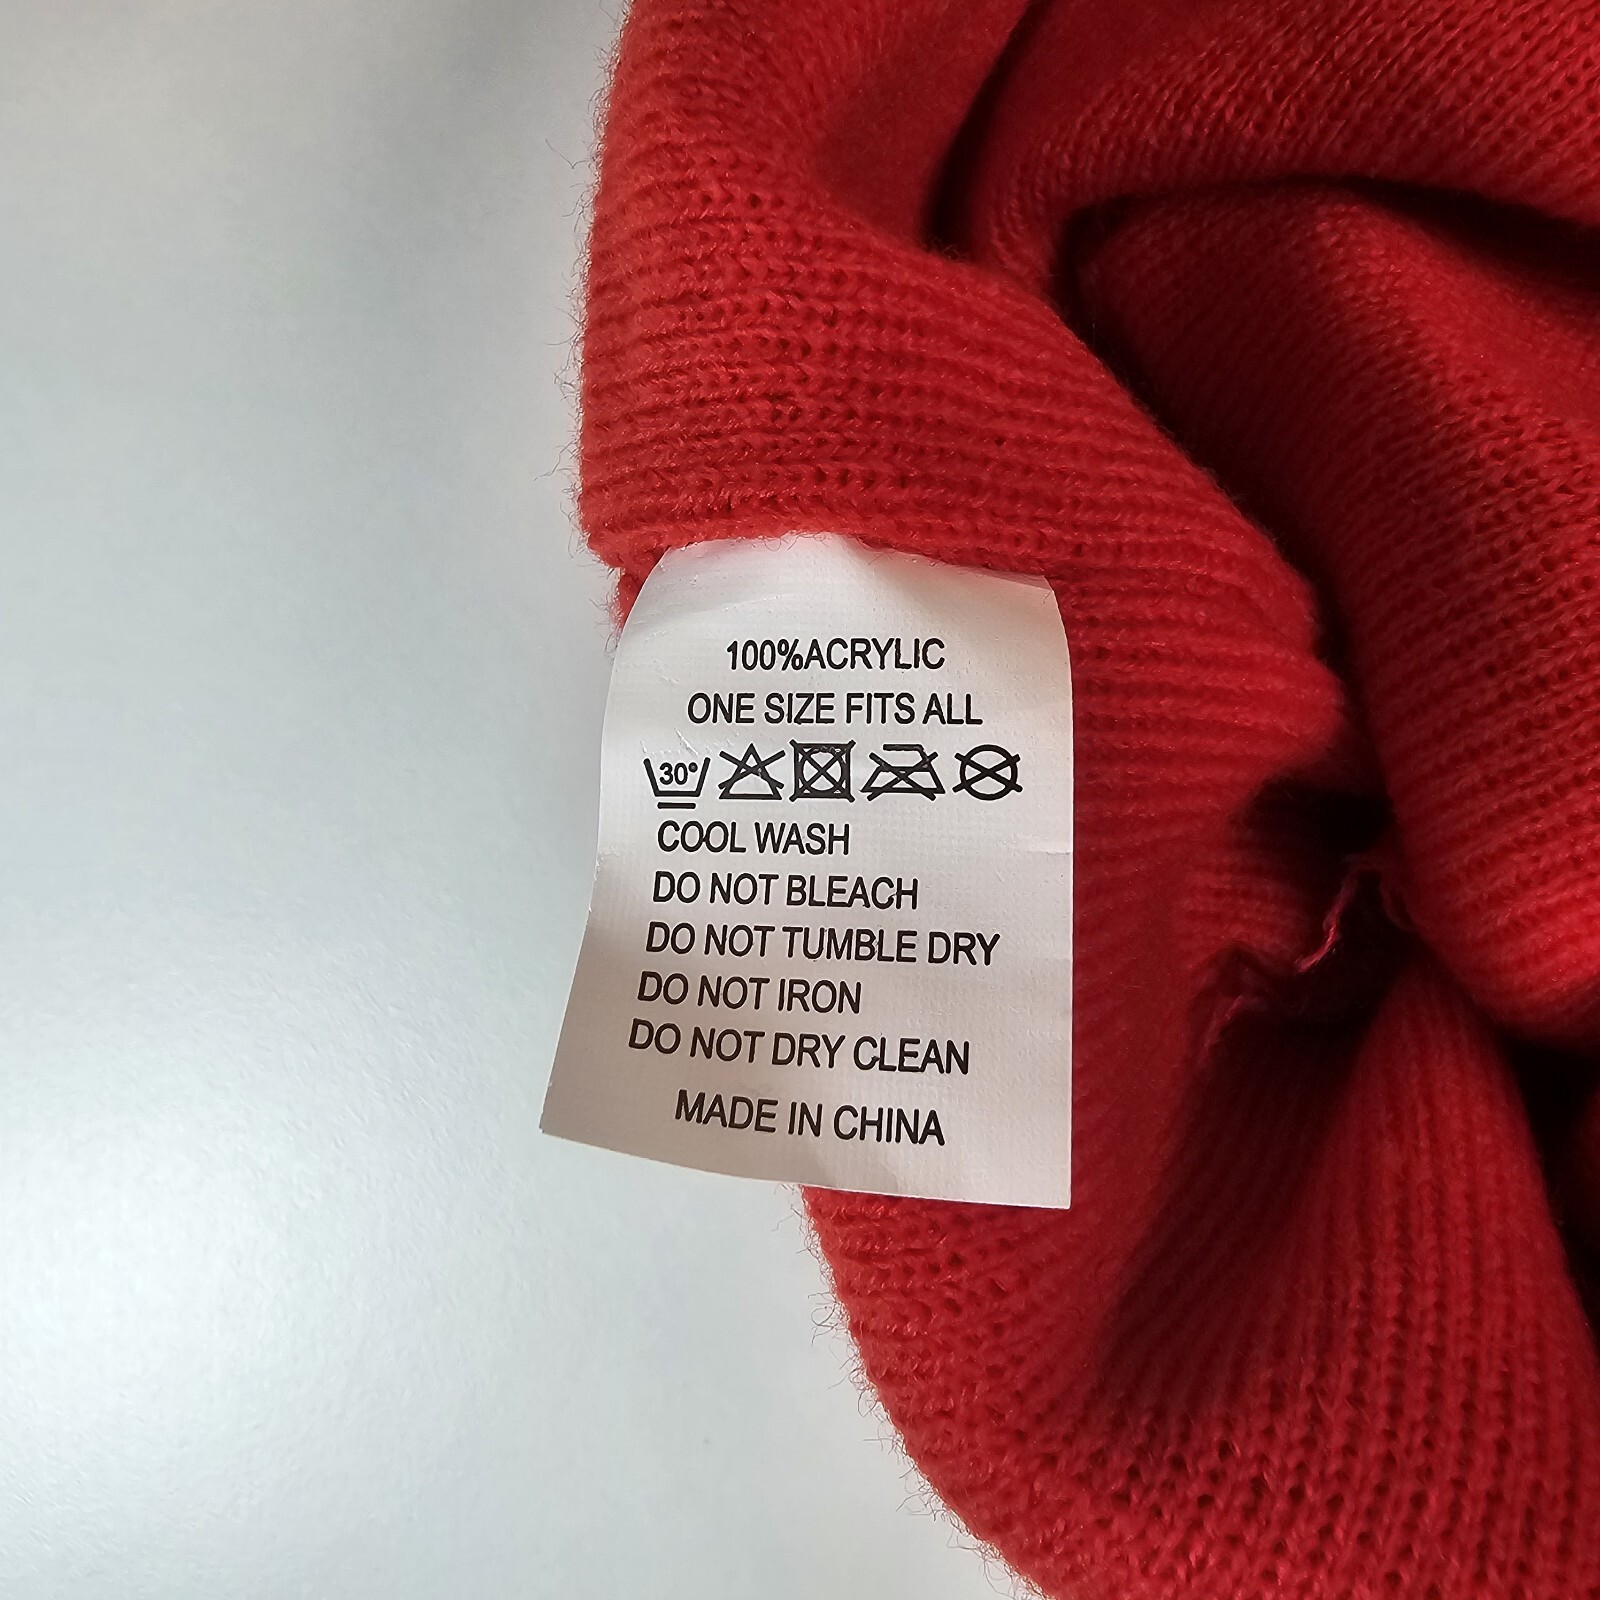 100%ACRYLIC
ONE SIZE FITS ALL
30°
COOL WASH
DO NOT BLEACH
DO NOT TUMBLE DRY
DO NOT IRON
DO NOT DRY CLEAN
MADE IN CHINA